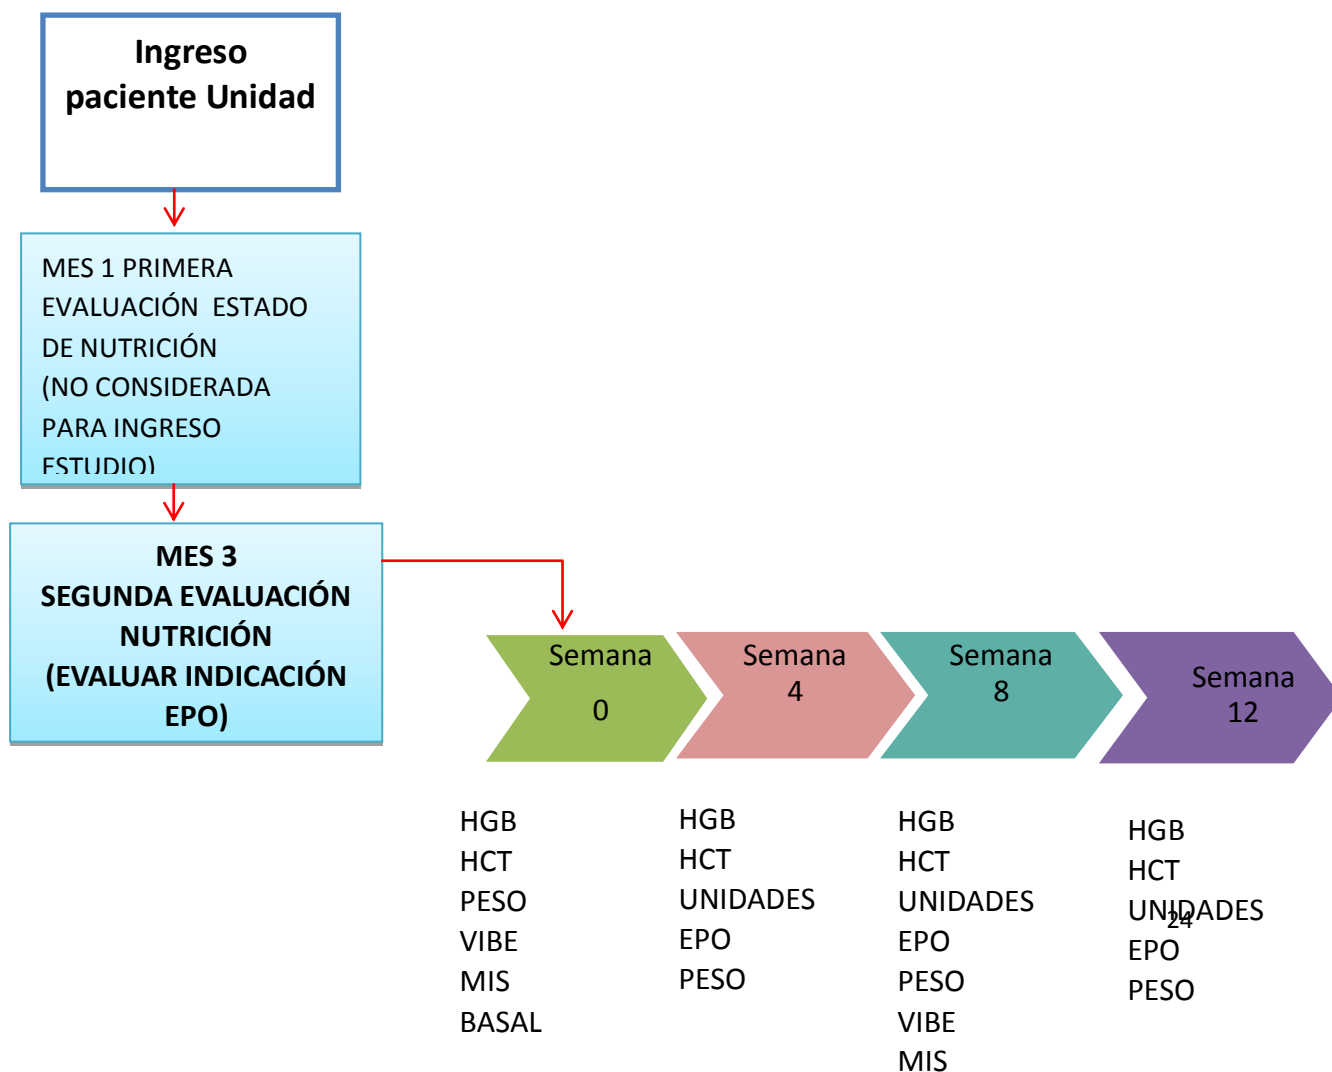 Ingreso
paciente Unidad
MES 1 PRIMERA
EVALUACIÓN ESTADO
DE NUTRICIÓN
(NO CONSIDERADA
PARA INGRESO
ESTUDIO)
MES 3
SEGUNDA EVALUACIÓN
NUTRICIÓN
(EVALUAR INDICACIÓN
EPO)
Semana
0
Semana
4
Semana
8
Semana
12
HGB
HCT
PESO
VIBE
MIS
BASAL
HGB
HCT
UNIDADES
EPO
PESO
HGB
HCT
UNIDADES
EPO
PESO
VIBE
MIS
HGB
HCT
UNIDADES
EPO
PESO
24